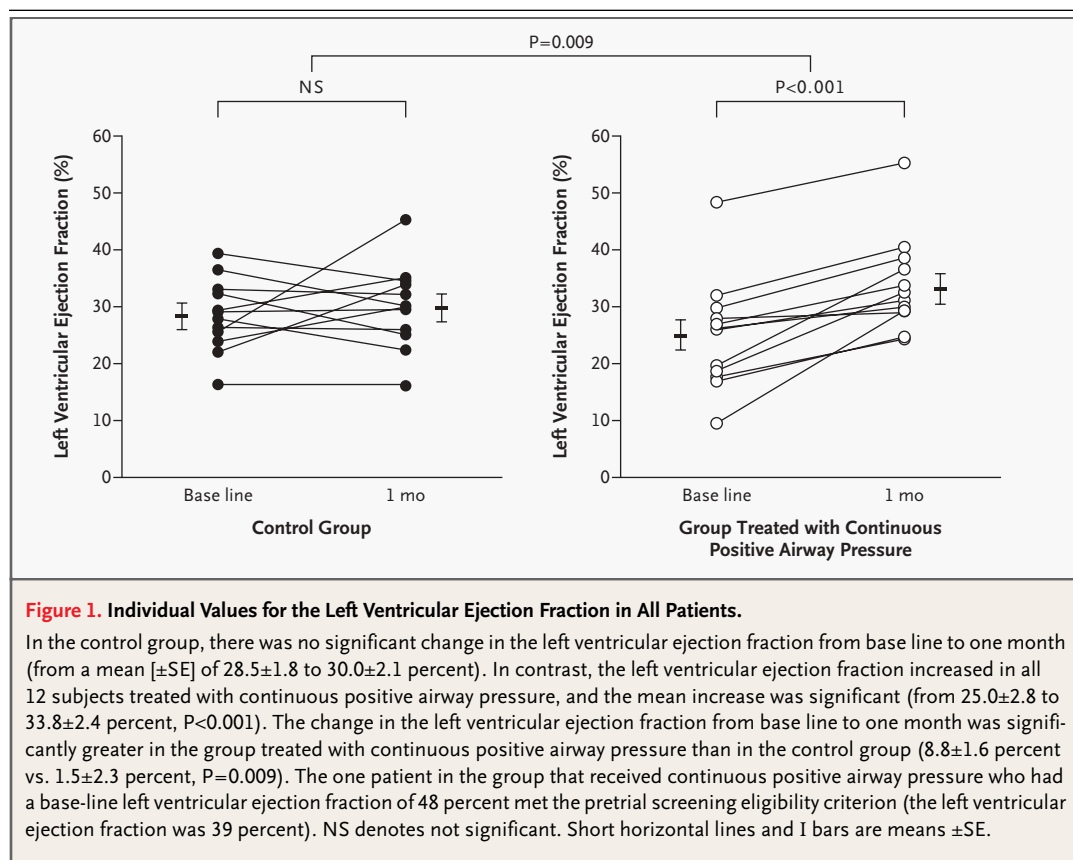 P=0.009
NS
P<0.001
Left Ventricular Ejection Fraction (%)
60
50
40
30
20
10
0
Base line
1 mo
Control Group
Left Ventricular Ejection Fraction (%)
60
50
40
30
20
10
0
Base line
1 mo
Group Treated with Continuous
Positive Airway Pressure
Figure 1. Individual Values for the Left Ventricular Ejection Fraction in All Patients.
In the control group, there was no significant change in the left ventricular ejection fraction from base line to one month
(from a mean [±SE] of 28.5±1.8 to 30.0±2.1 percent). In contrast, the left ventricular ejection fraction increased in all
12 subjects treated with continuous positive airway pressure, and the mean increase was significant (from 25.0±2.8 to
33.8±2.4 percent, P<0.001). The change in the left ventricular ejection fraction from base line to one month was signifi-
cantly greater in the group treated with continuous positive airway pressure than in the control group (8.8±1.6 percent
vs. 1.5±2.3 percent, P=0.009). The one patient in the group that received continuous positive airway pressure who had
a base-line left ventricular ejection fraction of 48 percent met the pretrial screening eligibility criterion (the left ventricular
ejection fraction was 39 percent). NS denotes not significant. Short horizontal lines and I bars are means ±SE.